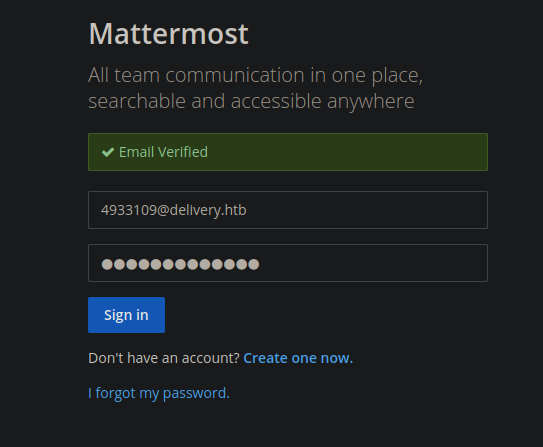 Mattermost
All team communication in one place,
searchable and accessible anywhere
✔ Email Verified
4933109@delivery.htb
●●●●●●●●●●●●●
Sign in
Don't have an account? Create one now.
I forgot my password.